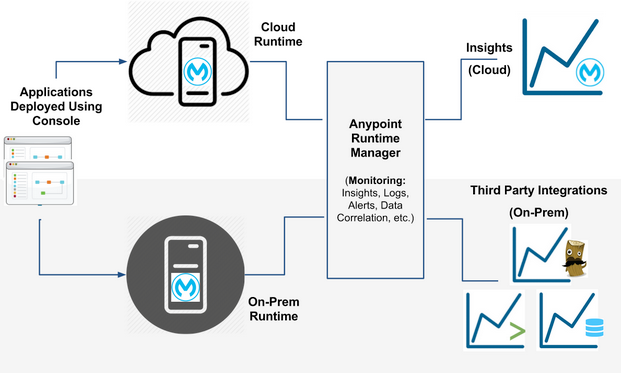 Cloud
Runtime
Insights
(Cloud)
Applications
Deployed Using
Console
Anypoint
Runtime
Manager
(Monitoring:
Insights, Logs,
Alerts, Data
Correlation, etc.)
Third Party Integrations
(On-Prem)
On-Prem
Runtime